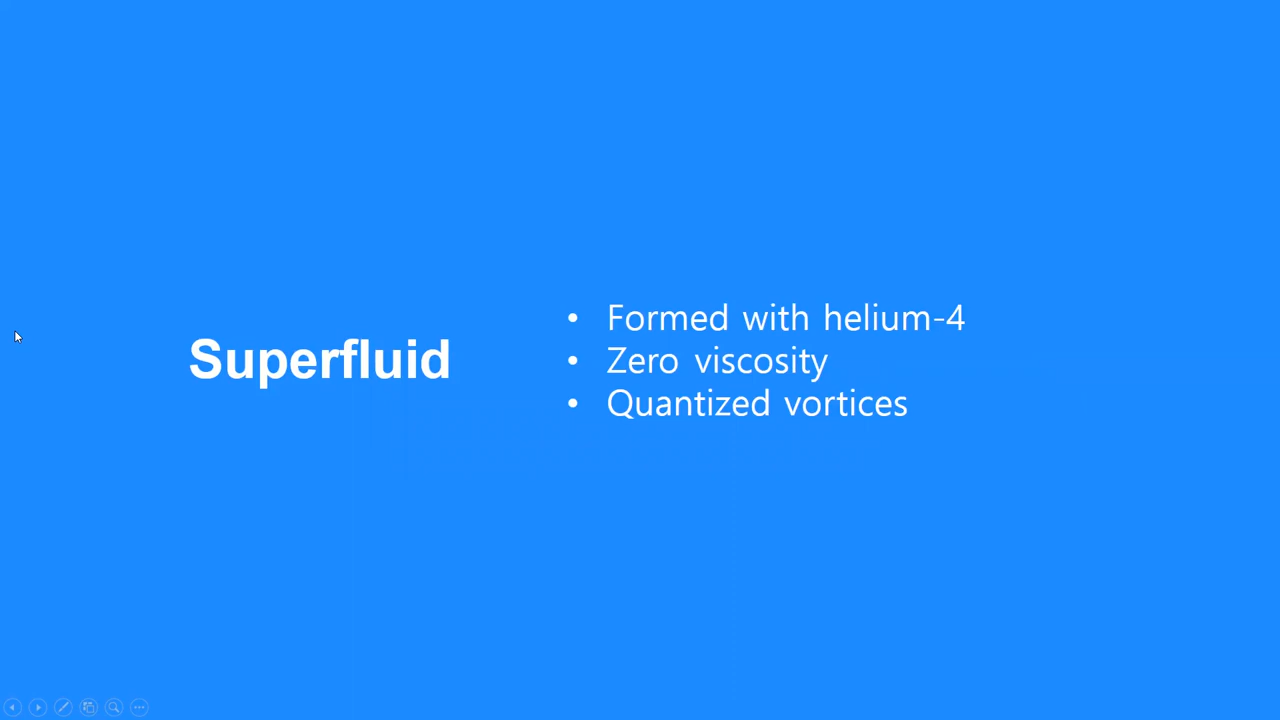 Superfluid
• Formed with helium-4
• Zero viscosity
• Quantized vortices